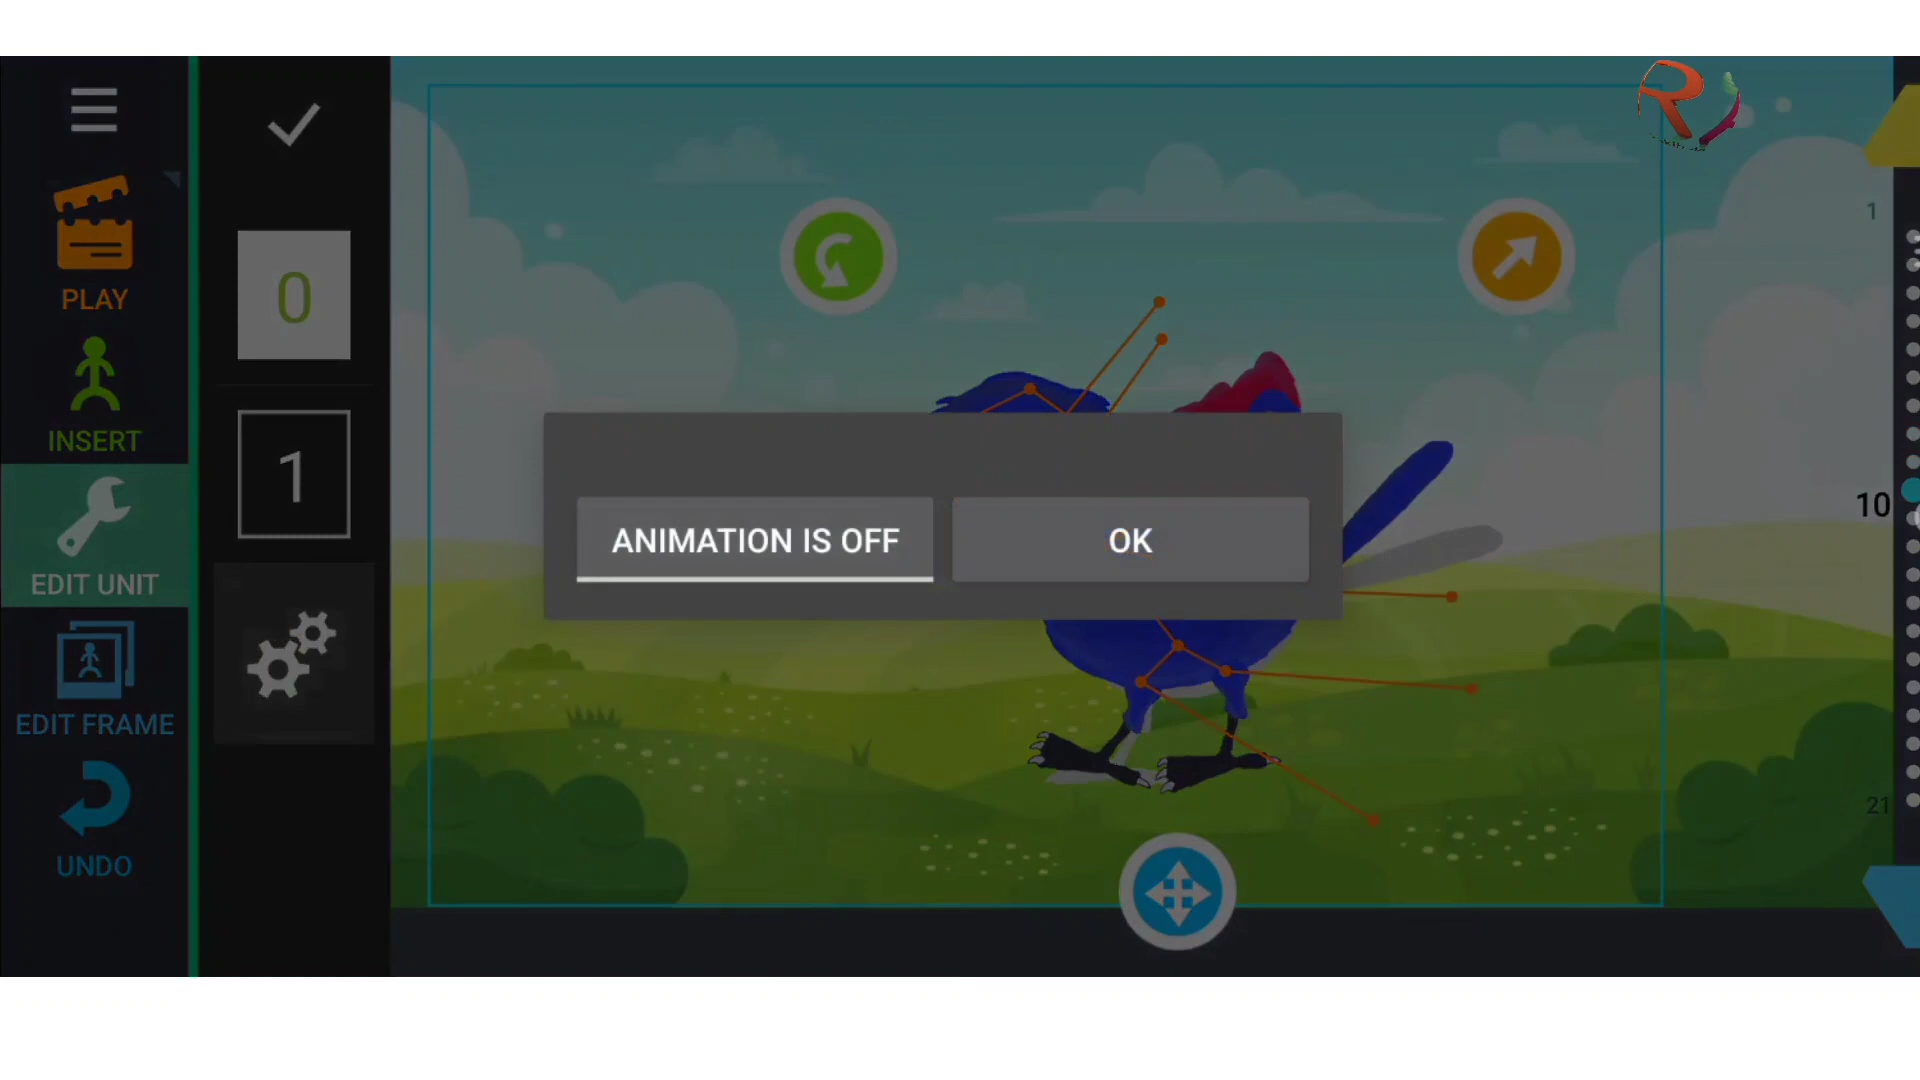 PLAY
INSERT
EDIT UNIT
EDIT FRAME
UNDO
0
1
ANIMATION IS OFF
OK
1
10
21
R